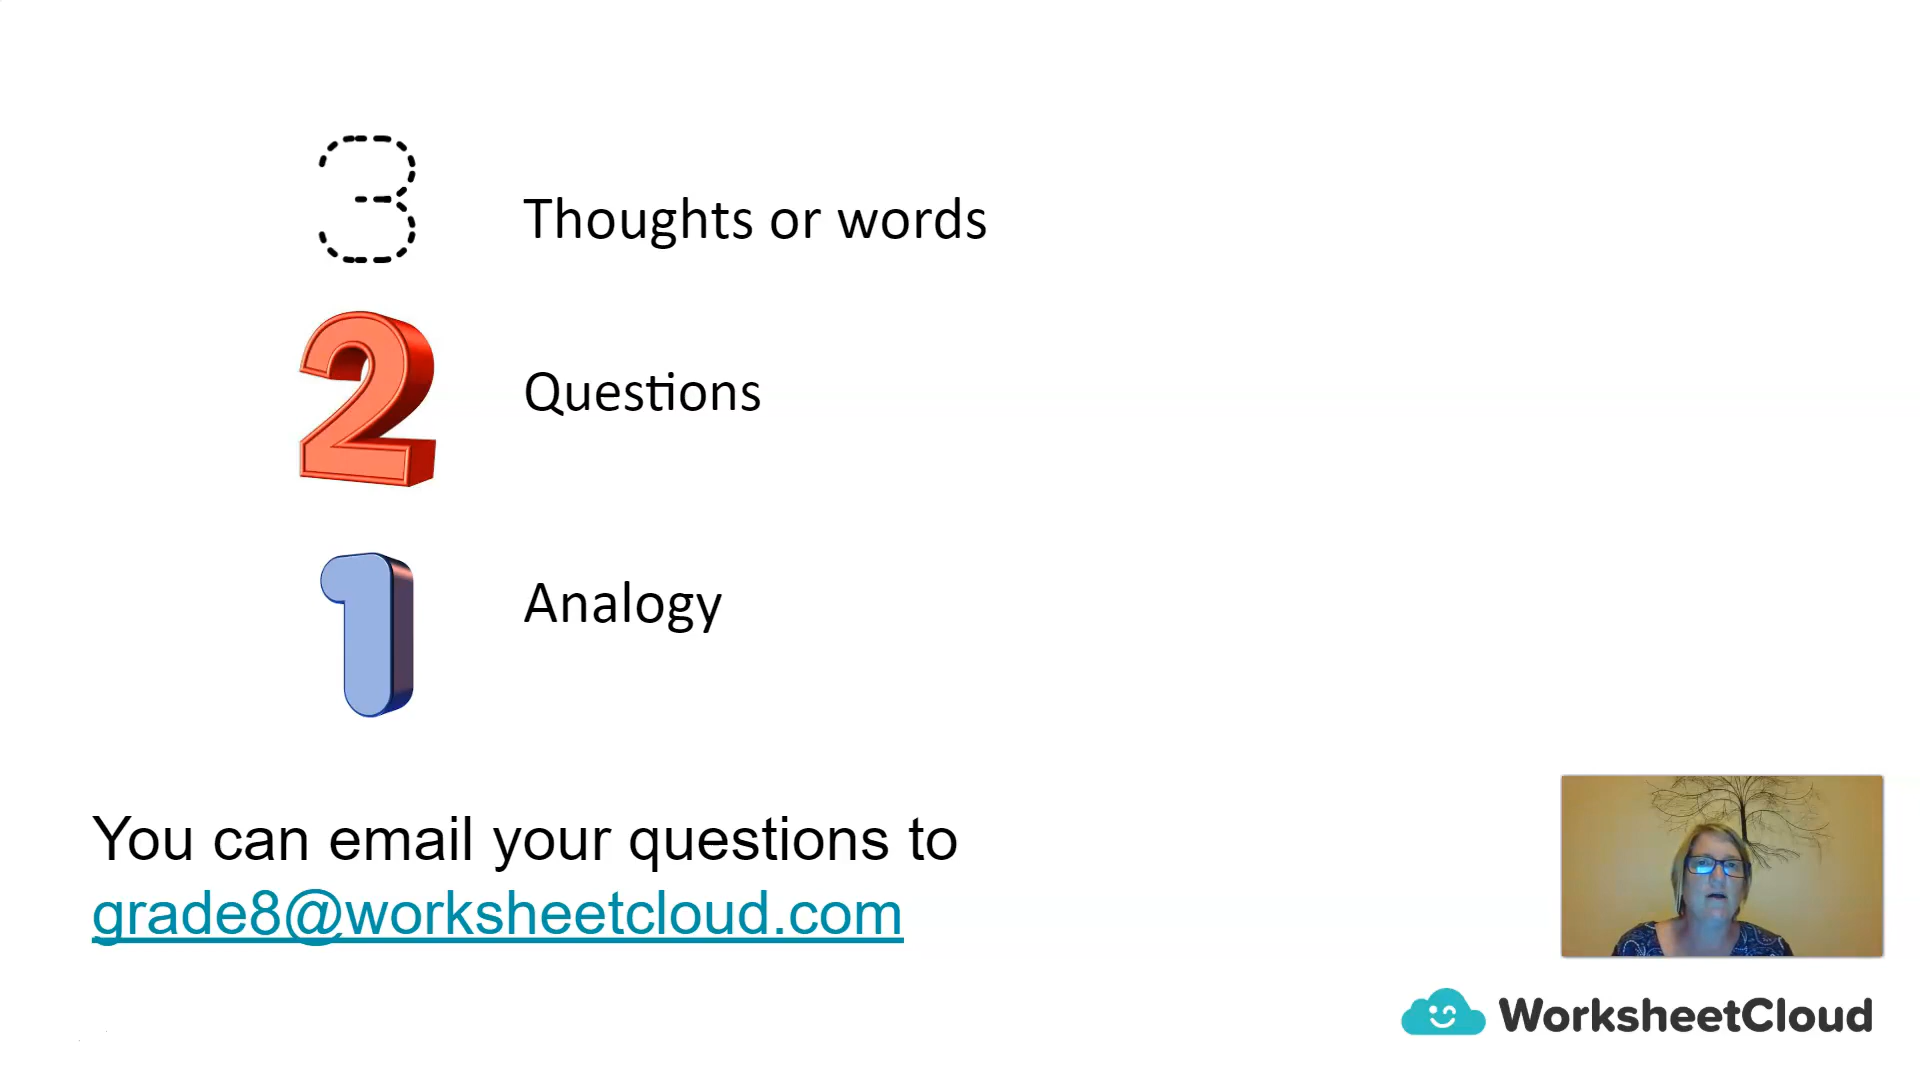 3 Thoughts or words
2 Questions
1 Analogy
You can email your questions to
grade8@worksheetcloud.com
WorksheetCloud